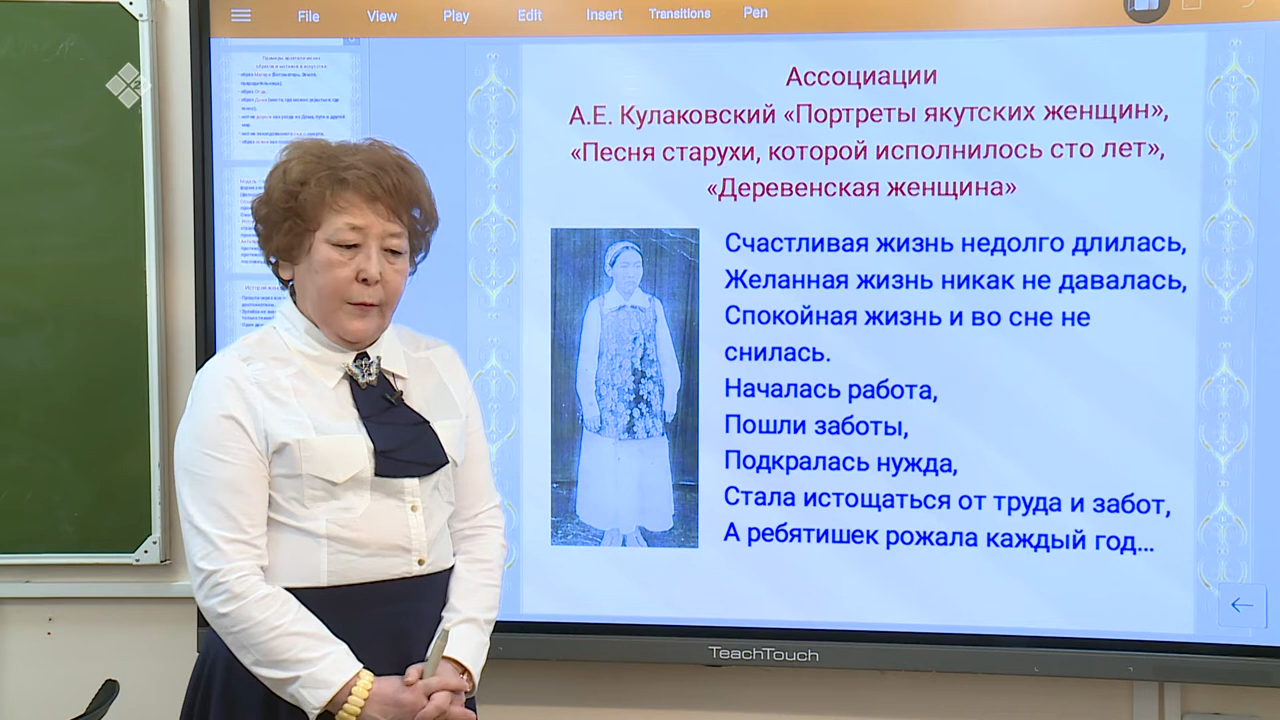 File View Play Edit Insert Transitions Pen
Ассоциации
А.Е. Кулаковский «Портреты якутских женщин»,
«Песня старухи, которой исполнилось сто лет»,
«Деревенская женщина»
Счастливая жизнь недолго длилась,
Желанная жизнь никак не давалась,
Спокойная жизнь и во сне не
снилась.
Началась работа,
Пошли заботы,
Подкралась нужда,
Стала истощаться от труда и забот,
А ребятишек рожала каждый год...
TeachTouch